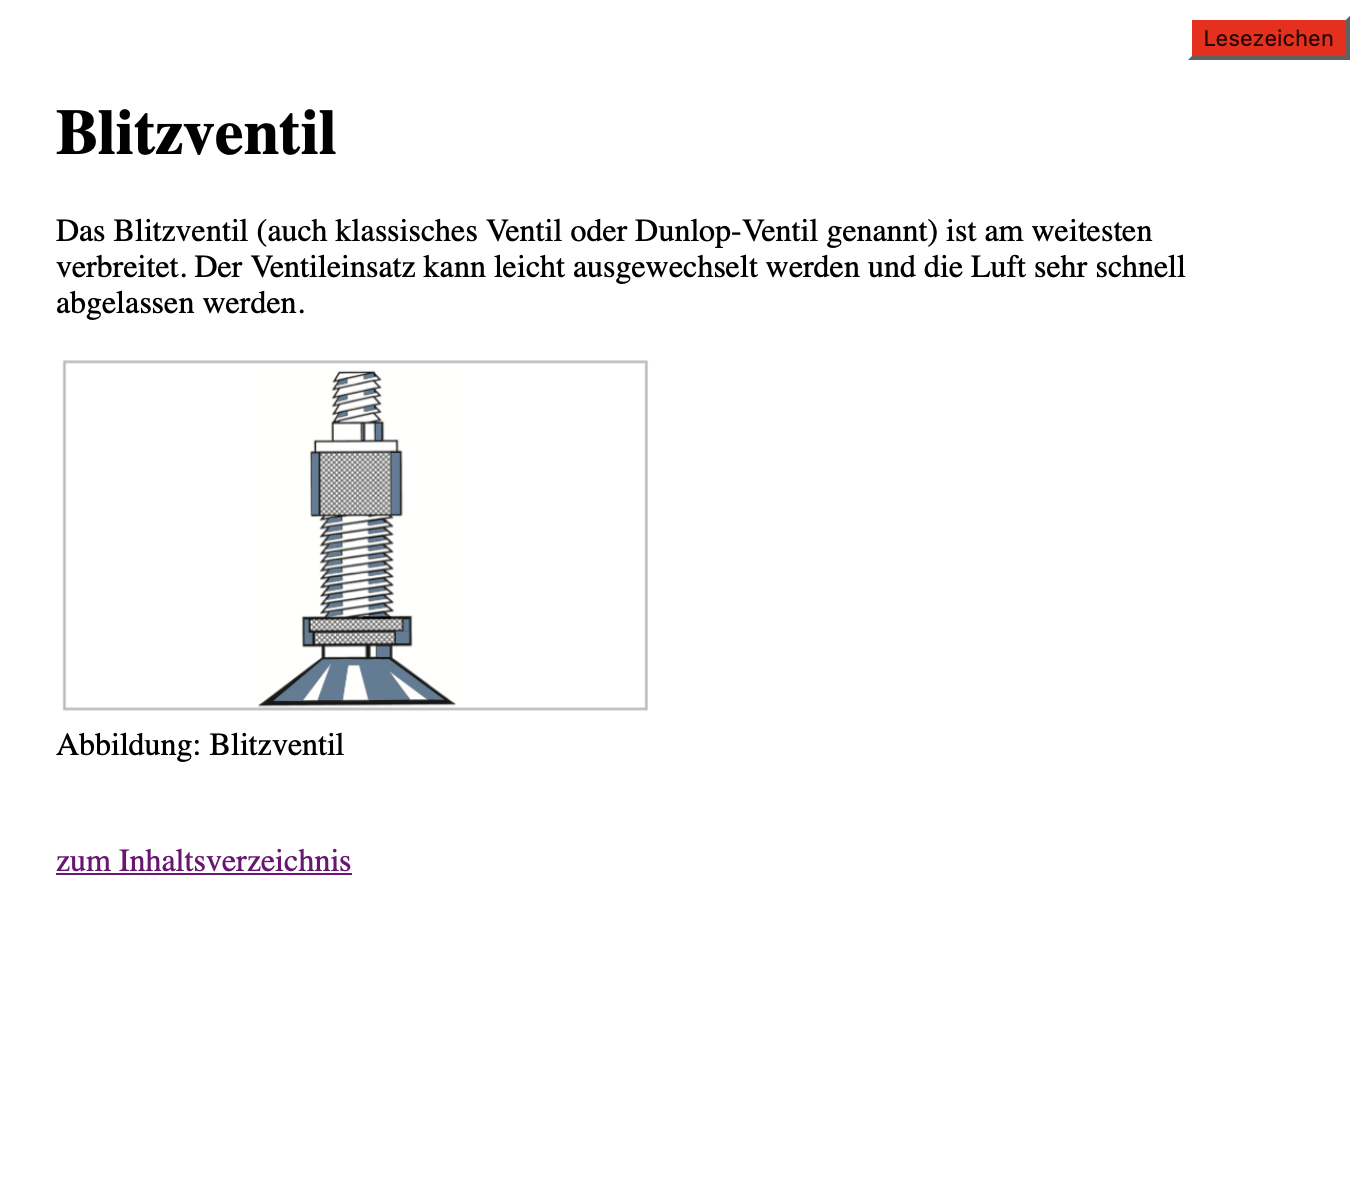 Lesezeichen
Blitzventil
Das Blitzventil (auch klassisches Ventil oder Dunlop-Ventil genannt) ist am weitesten
verbreitet. Der Ventileinsatz kann leicht ausgewechselt werden und die Luft sehr schnell
abgelassen werden.
Abbildung: Blitzventil
zum Inhaltsverzeichnis